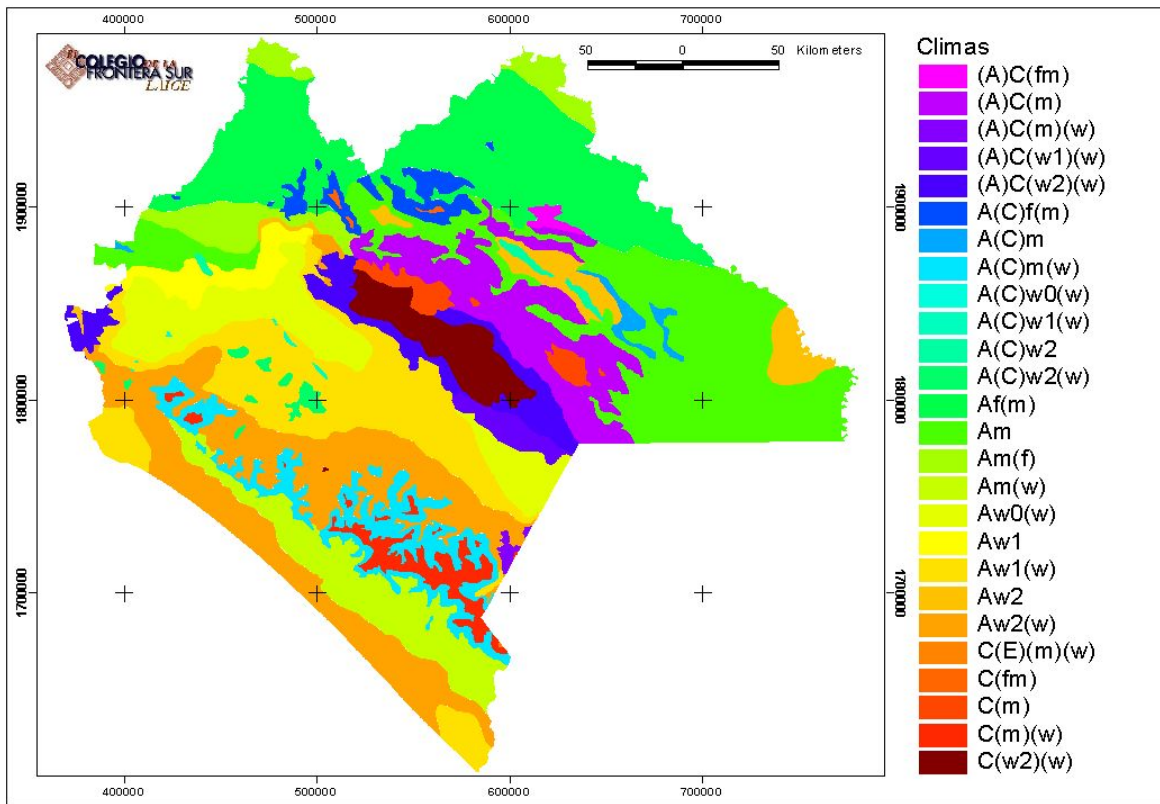 400000 500000 600000 700000
EL
COLEGIO DE LA
FRONTERA SUR
LAIGE
50 0 50 Kilometers
1900000 1900000
1800000 1800000
1700000 1700000
400000 500000 600000 700000
Climas
(A)C(fm)
(A)C(m)
(A)C(m)(w)
(A)C(w1)(w)
(A)C(w2)(w)
A(C)f(m)
A(C)m
A(C)m(w)
A(C)w0(w)
A(C)w1(w)
A(C)w2
A(C)w2(w)
Af(m)
Am
Am(f)
Am(w)
Aw0(w)
Aw1
Aw1(w)
Aw2
Aw2(w)
C(E)(m)(w)
C(fm)
C(m)
C(m)(w)
C(w2)(w)